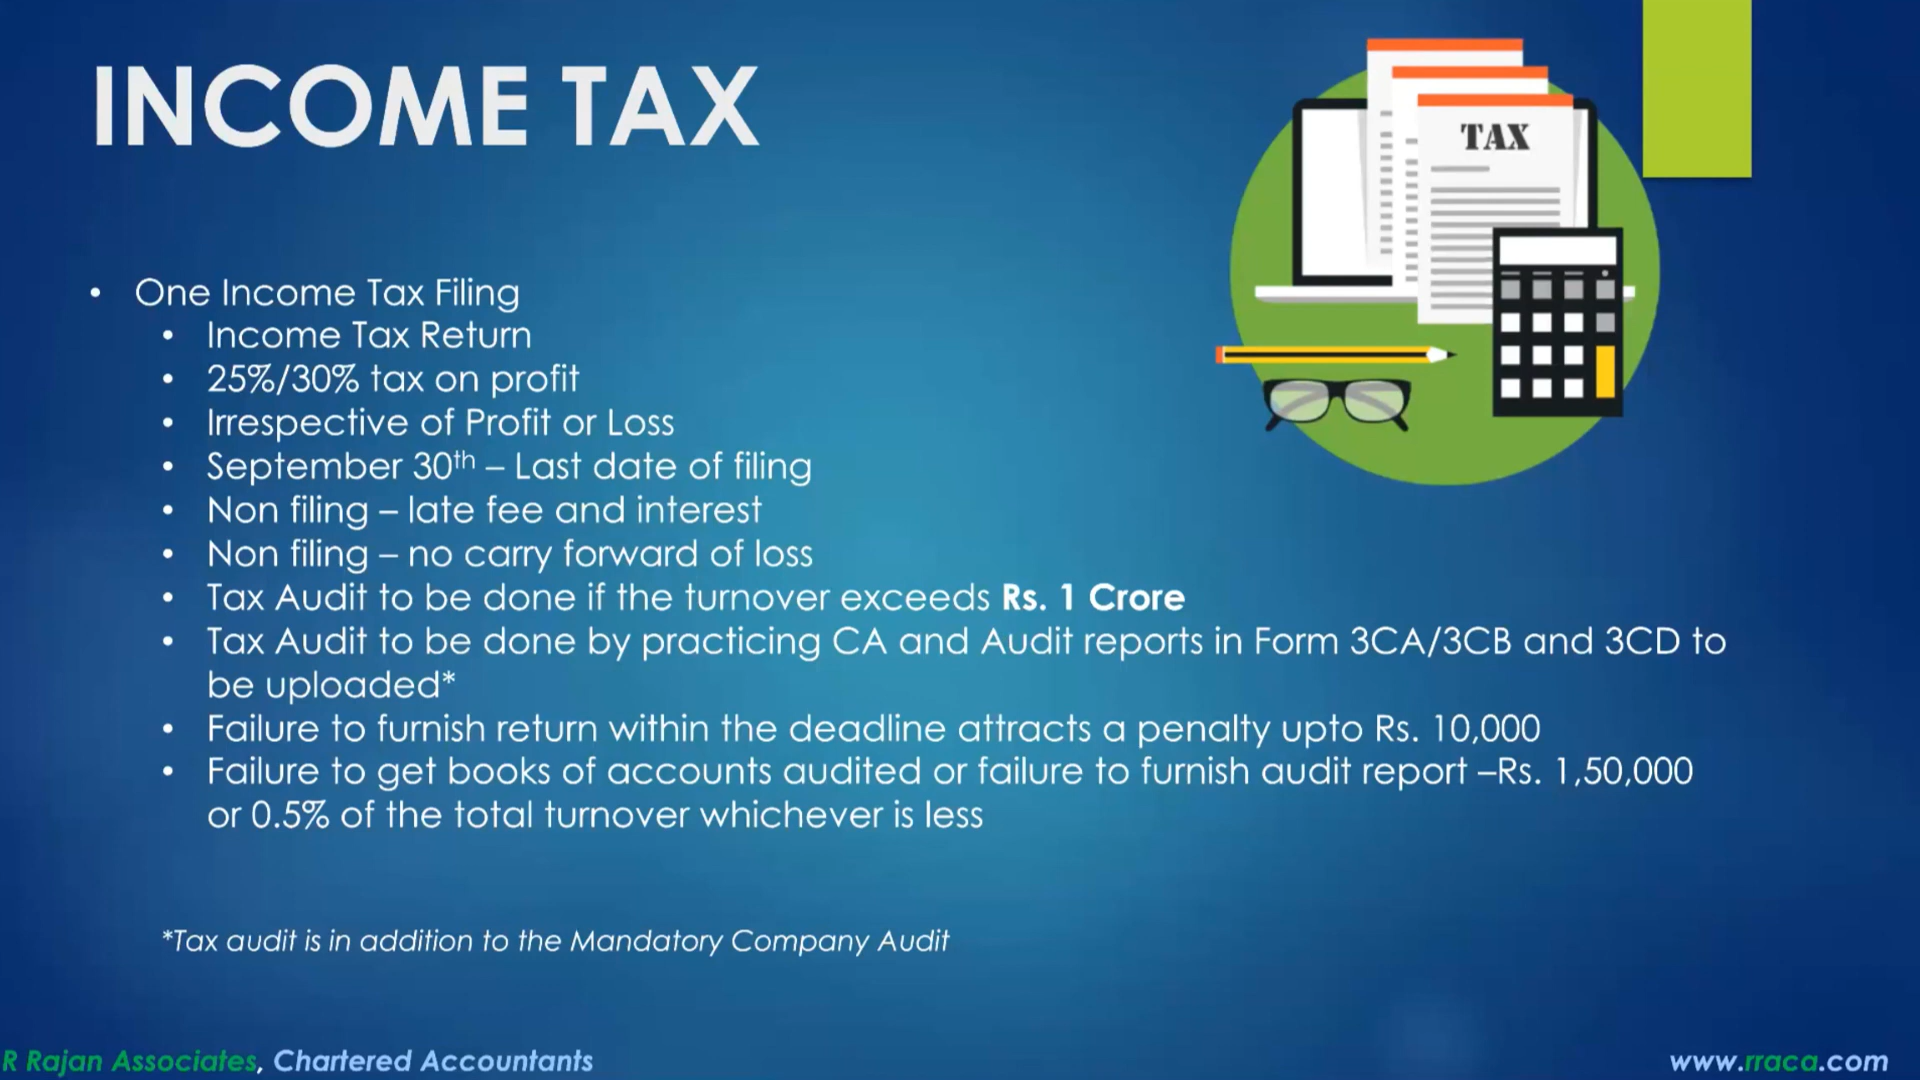 INCOME TAX
TAX
• One Income Tax Filing
• Income Tax Return
• 25%/30% tax on profit
• Irrespective of Profit or Loss
• September 30th – Last date of filing
• Non filing – late fee and interest
• Non filing – no carry forward of loss
• Tax Audit to be done if the turnover exceeds Rs. 1 Crore
• Tax Audit to be done by practicing CA and Audit reports in Form 3CA/3CB and 3CD to
be uploaded*
• Failure to furnish return within the deadline attracts a penalty upto Rs. 10,000
• Failure to get books of accounts audited or failure to furnish audit report –Rs. 1,50,000
or 0.5% of the total turnover whichever is less
*Tax audit is in addition to the Mandatory Company Audit
R Rajan Associates, Chartered Accountants
www.rraca.com